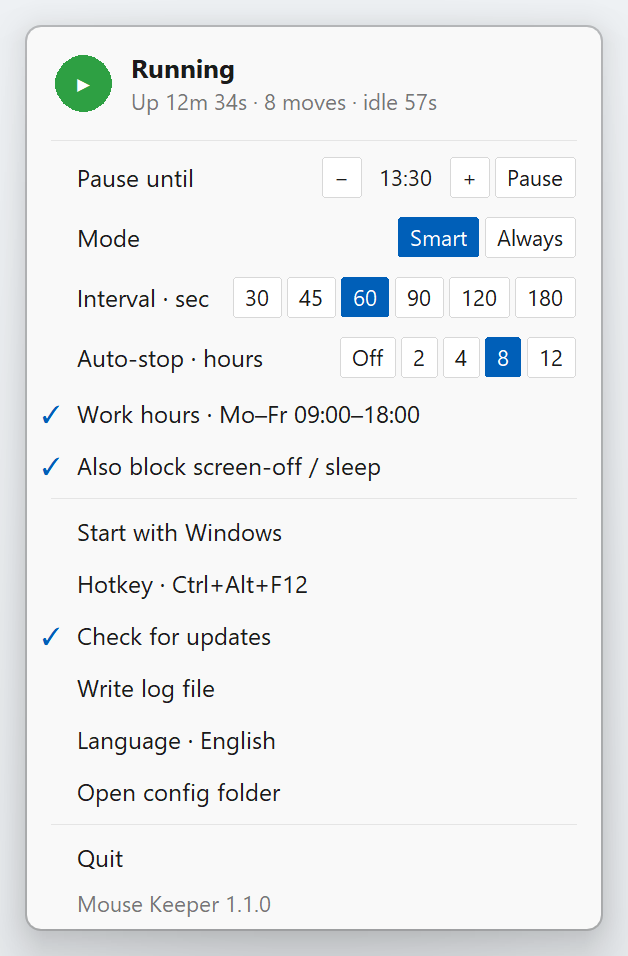 Running
Up 12m 34s · 8 moves · idle 57s
Pause until − 13:30 + Pause
Mode Smart Always
Interval · sec 30 45 60 90 120 180
Auto-stop · hours Off 2 4 8 12
✓ Work hours · Mo–Fr 09:00–18:00
✓ Also block screen-off / sleep
Start with Windows
Hotkey · Ctrl+Alt+F12
✓ Check for updates
Write log file
Language · English
Open config folder
Quit
Mouse Keeper 1.1.0